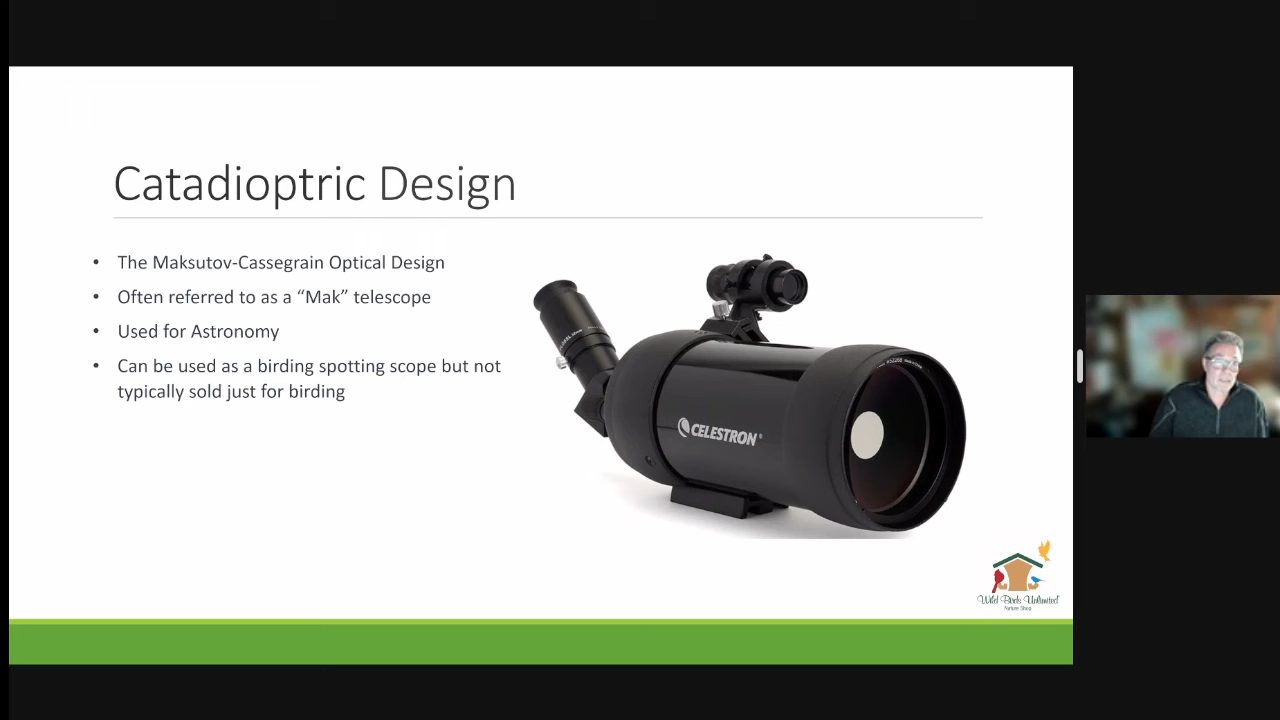 Catadioptric Design
• The Maksutov-Cassegrain Optical Design
• Often referred to as a “Mak” telescope
• Used for Astronomy
• Can be used as a birding spotting scope but not
typically sold just for birding
CELESTRON®
Wild Birds Unlimited
Nature Shop